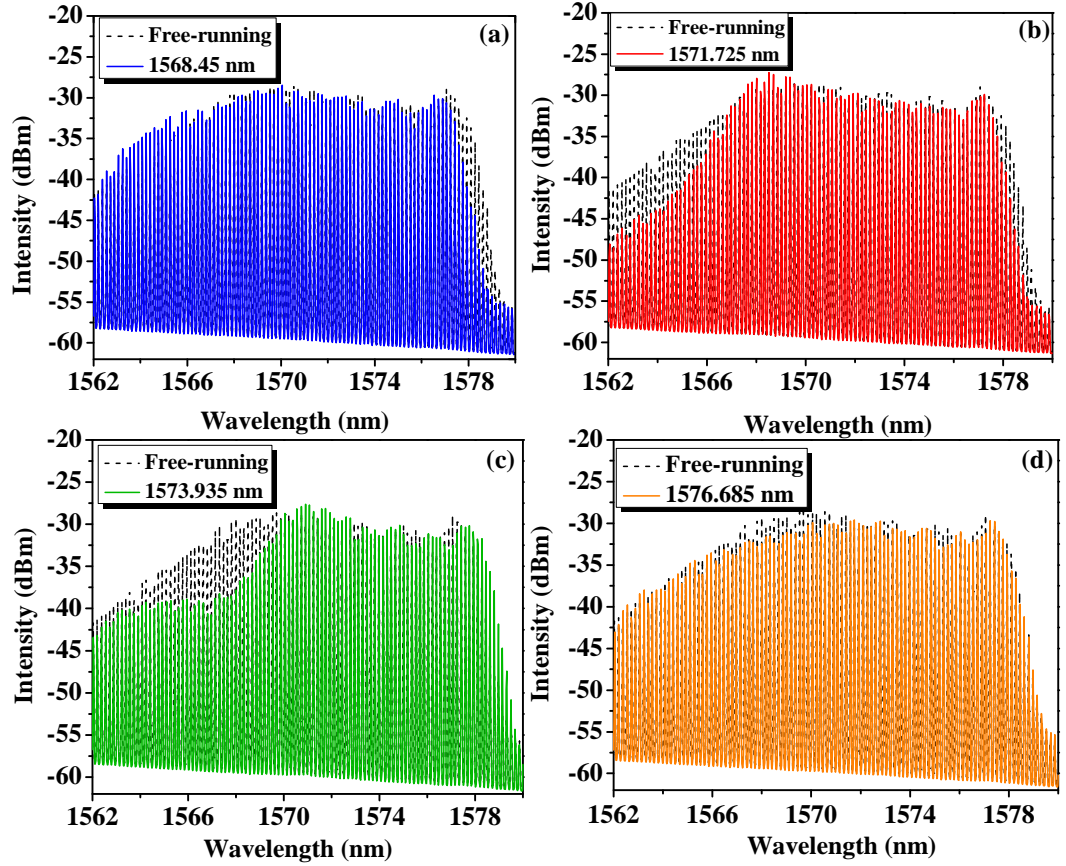 (a)
Free-running
1568.45 nm
-20
-25
-30
-35
-40
-45
-50
-55
-60
Intensity (dBm)
1562 1566 1570 1574 1578
Wavelength (nm)
(b)
Free-running
1571.725 nm
-20
-25
-30
-35
-40
-45
-50
-55
-60
Intensity (dBm)
1562 1566 1570 1574 1578
Wavelength (nm)
(c)
Free-running
1573.935 nm
-20
-25
-30
-35
-40
-45
-50
-55
-60
Intensity (dBm)
1562 1566 1570 1574 1578
Wavelength (nm)
(d)
Free-running
1576.685 nm
-20
-25
-30
-35
-40
-45
-50
-55
-60
Intensity (dBm)
1562 1566 1570 1574 1578
Wavelength (nm)